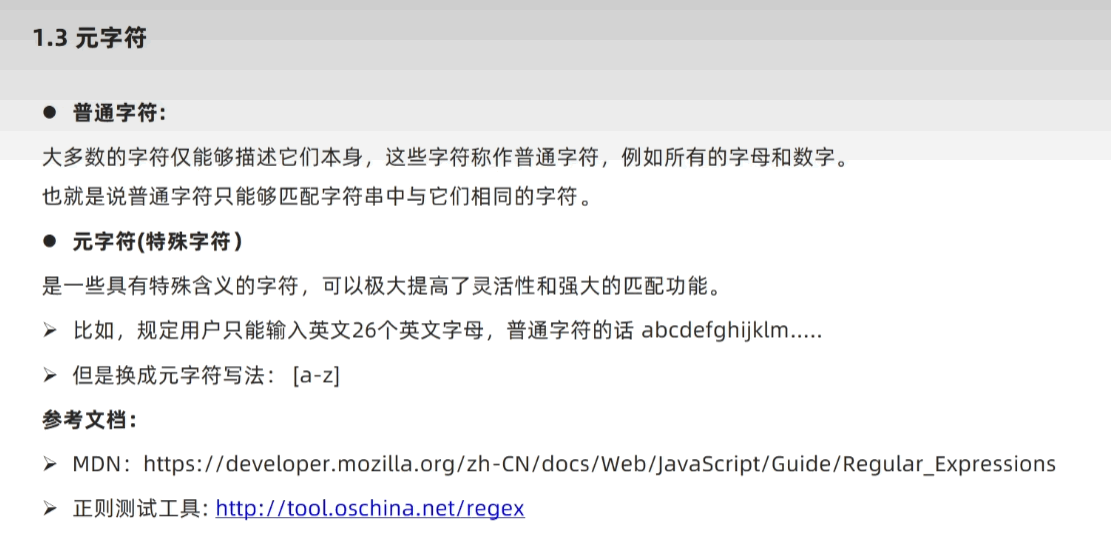 1.3 元字符
● 普通字符:
大多数的字符仅能够描述它们本身，这些字符称作普通字符，例如所有的字母和数字。
也就是说普通字符只能够匹配字符串中与它们相同的字符。
● 元字符(特殊字符）
是一些具有特殊含义的字符，可以极大提高了灵活性和强大的匹配功能。
➢ 比如，规定用户只能输入英文26个英文字母，普通字符的话 abcdefghijklm.....
➢ 但是换成元字符写法： [a-z]
参考文档：
➢ MDN：https://developer.mozilla.org/zh-CN/docs/Web/JavaScript/Guide/Regular_Expressions
➢ 正则测试工具: http://tool.oschina.net/regex